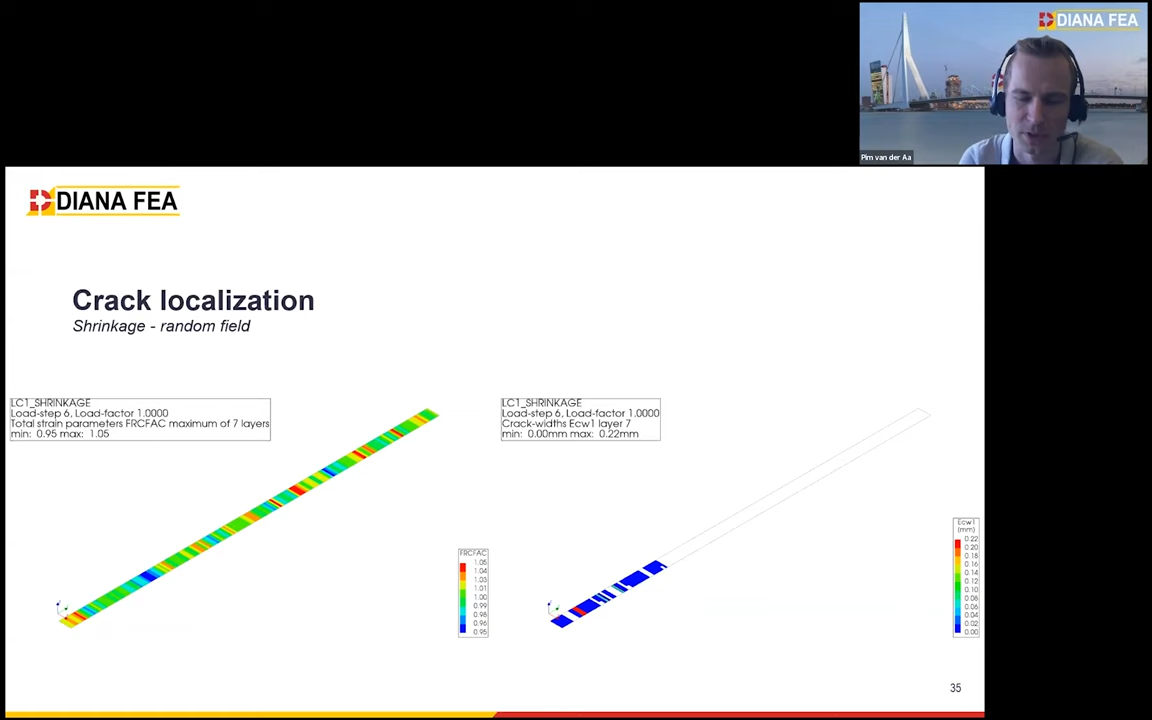 DIANA FEA
Pim van der Aa
DIANA FEA
Crack localization
Shrinkage - random field
LC1_SHRINKAGE
Load-step 6, Load-factor 1.0000
Total strain parameters FRCFAC maximum of 7 layers
min: 0.95 max: 1.05
LC1_SHRINKAGE
Load-step 6, Load-factor 1.0000
Crack-widths Ecw1 layer 7
min: 0.00mm max: 0.22mm
FRCFAC
1.05
1.04
1.03
1.01
1.00
0.99
0.98
0.96
0.95
Ecw1
(mm)
0.22
0.20
0.18
0.16
0.14
0.12
0.10
0.08
0.06
0.04
0.02
0.00
35